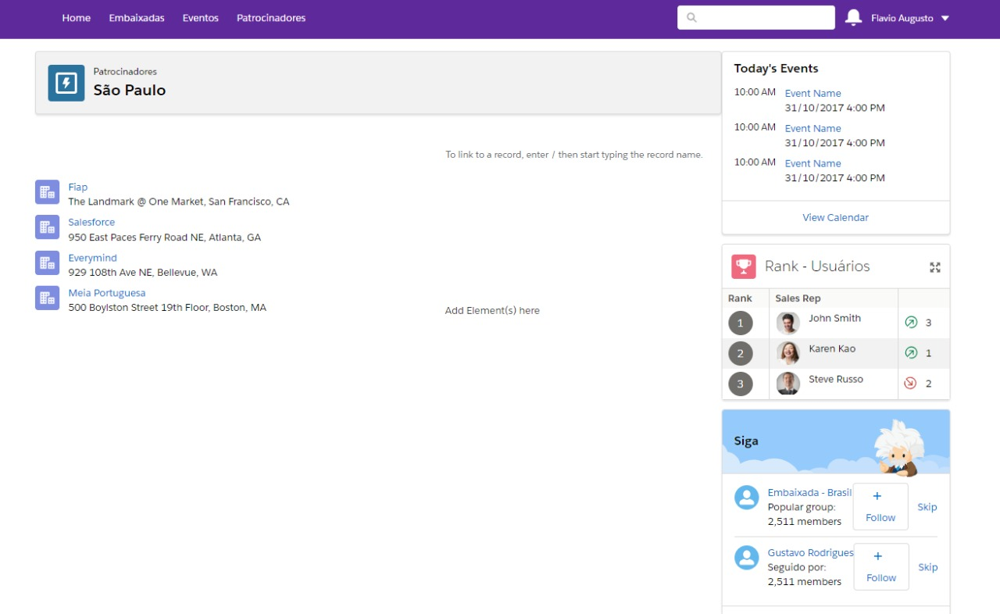 Home Embaixadas Eventos Patrocinadores Flavio Augusto
Patrocinadores
São Paulo
To link to a record, enter / then start typing the record name.
Fiap
The Landmark @ One Market, San Francisco, CA
Salesforce
950 East Paces Ferry Road NE, Atlanta, GA
Everymind
929 108th Ave NE, Bellevue, WA
Meia Portuguesa
500 Boylston Street 19th Floor, Boston, MA
Add Element(s) here
Today's Events
10:00 AM Event Name
31/10/2017 4:00 PM
10:00 AM Event Name
31/10/2017 4:00 PM
10:00 AM Event Name
31/10/2017 4:00 PM
View Calendar
Rank - Usuários
Rank Sales Rep
1 John Smith 3
2 Karen Kao 1
3 Steve Russo 2
Siga
Embaixada - Brasil
Popular group:
2,511 members
+ Follow
Skip
Gustavo Rodrigues
Seguido por:
2,511 members
+ Follow
Skip